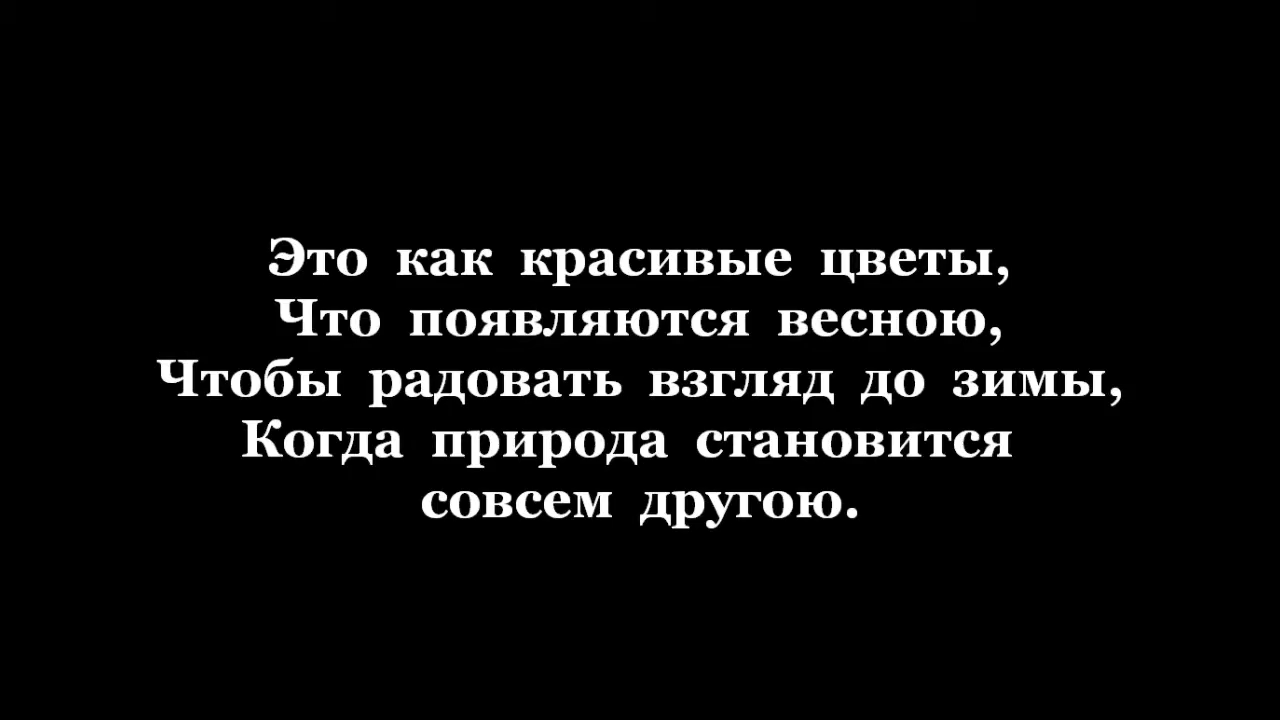 Это как красивые цветы,
Что появляются весною,
Чтобы радовать взгляд до зимы,
Когда природа становится
совсем другою.